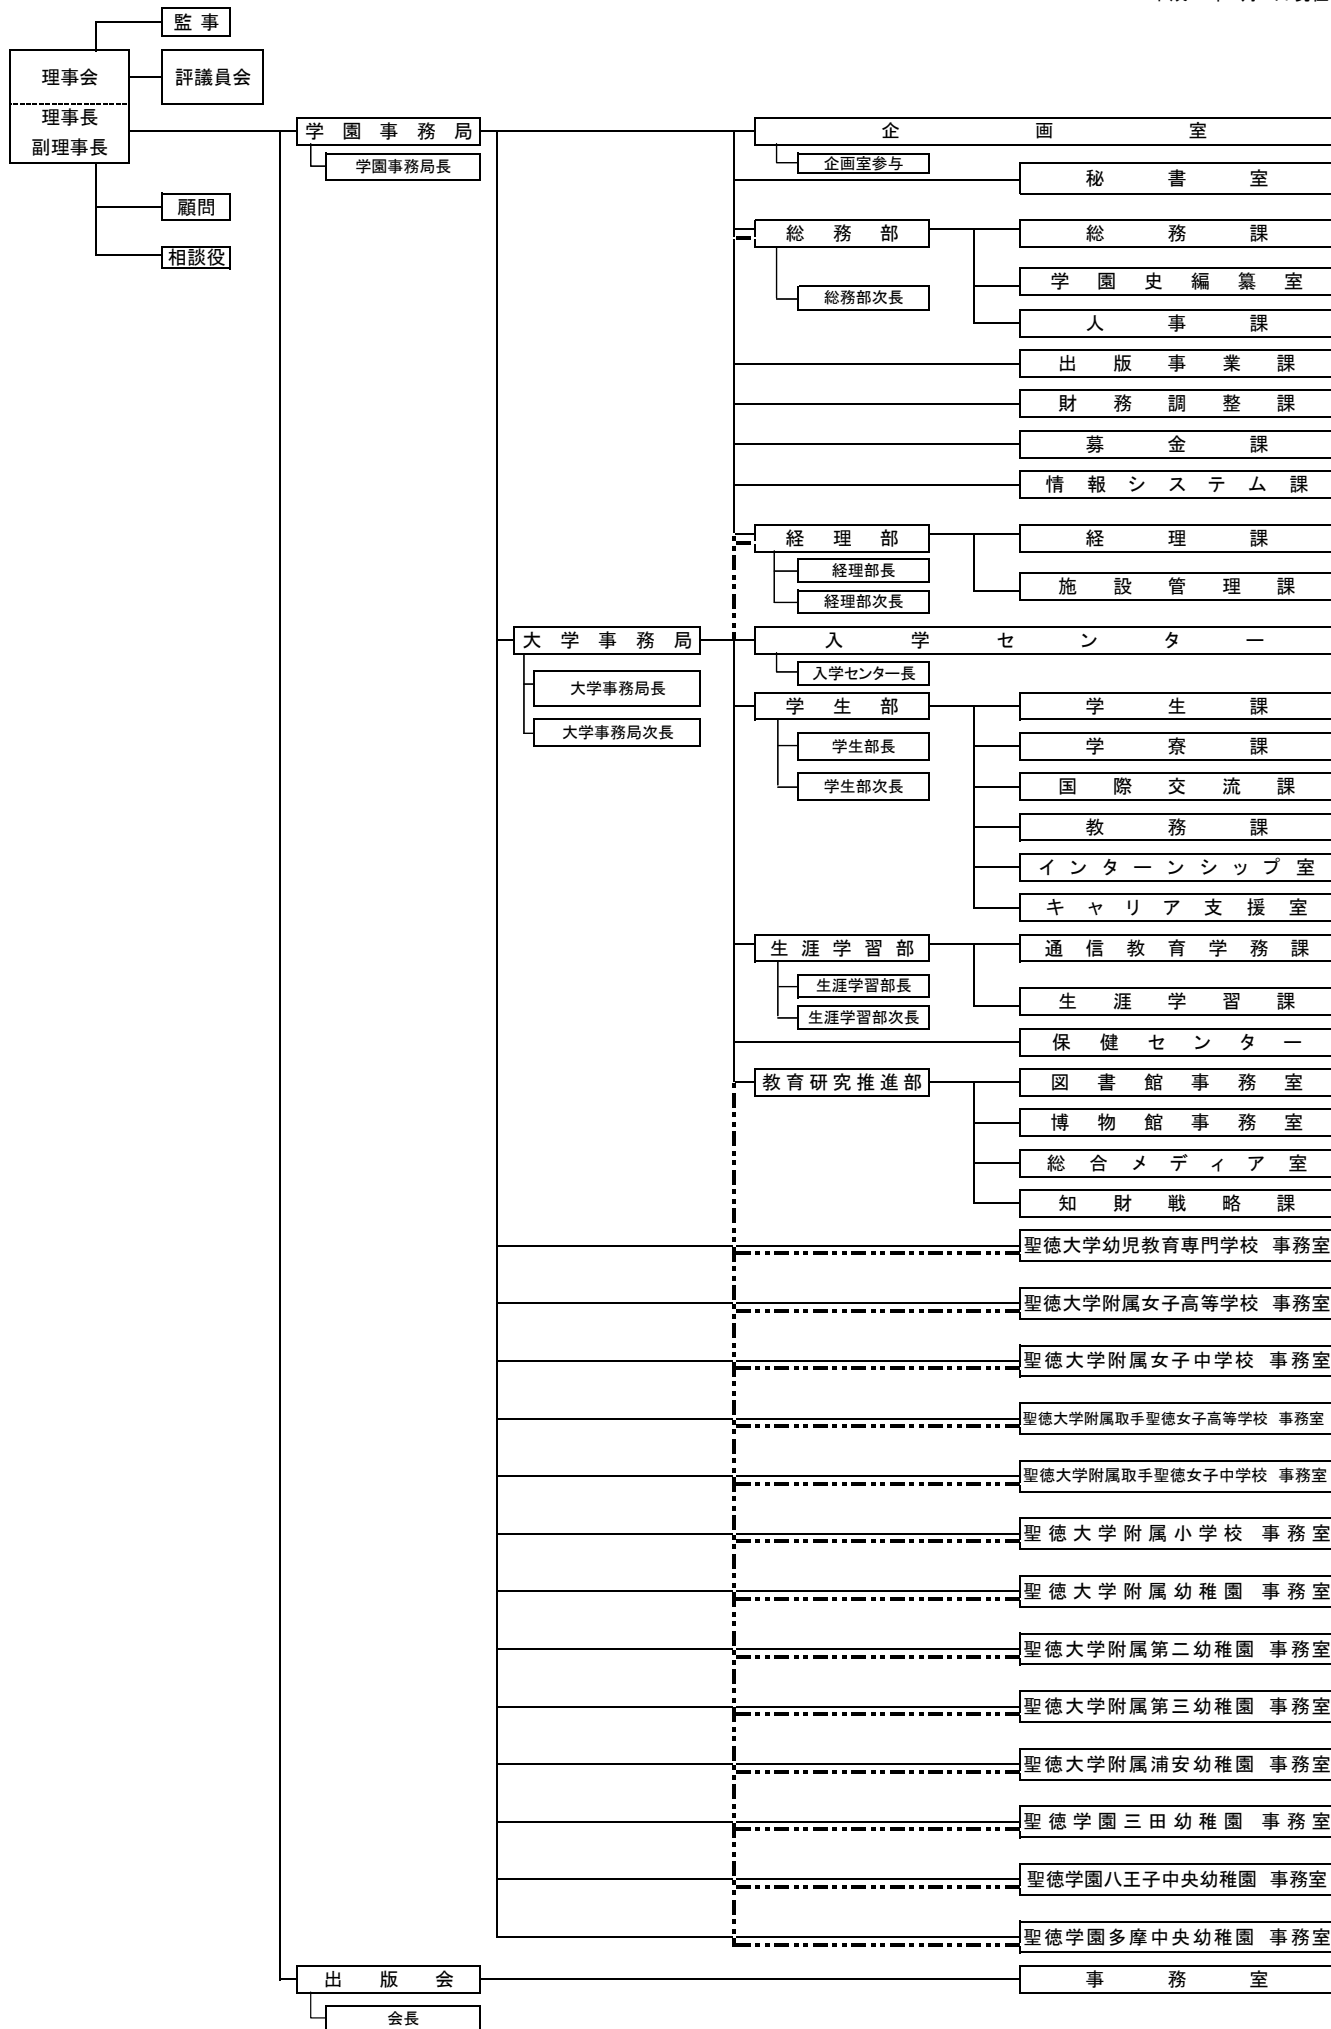 監事
理事会
評議員会
理事長
副理事長
学園事務局
企画室
学園事務局長
企画室参与
秘書室
顧問
総務部
総務課
相談役
学園史編纂室
総務部次長
人事課
出版事業課
財務調整課
募金課
情報システム課
経理部
経理課
経理部長
施設管理課
経理部次長
大学事務局
入学センター
入学センター長
大学事務局長
学生部
学生課
大学事務局次長
学生部長
学寮課
学生部次長
国際交流課
教務課
インターンシップ室
キャリア支援室
生涯学習部
通信教育学務課
生涯学習部長
生涯学習課
生涯学習部次長
保健センター
教育研究推進部
図書館事務室
博物館事務室
総合メディア室
知財戦略課
聖徳大学幼児教育専門学校 事務室
聖徳大学附属女子高等学校 事務室
聖徳大学附属女子中学校 事務室
聖徳大学附属取手聖徳女子高等学校 事務室
聖徳大学附属取手聖徳女子中学校 事務室
聖徳大学附属小学校 事務室
聖徳大学附属幼稚園 事務室
聖徳大学附属第二幼稚園 事務室
聖徳大学附属第三幼稚園 事務室
聖徳大学附属浦安幼稚園 事務室
聖徳学園三田幼稚園 事務室
聖徳学園八王子中央幼稚園 事務室
聖徳学園多摩中央幼稚園 事務室
出版会
事務室
会長